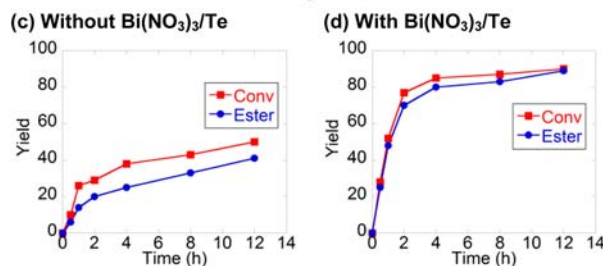 (c) Without Bi(NO₃)₃/Te
100
80
60
40
20
0
Yield
Conv
Ester
0 2 4 6 8 10 12 14
Time (h)
(d) With Bi(NO₃)₃/Te
100
80
60
40
20
0
Yield
Conv
Ester
0 2 4 6 8 10 12 14
Time (h)